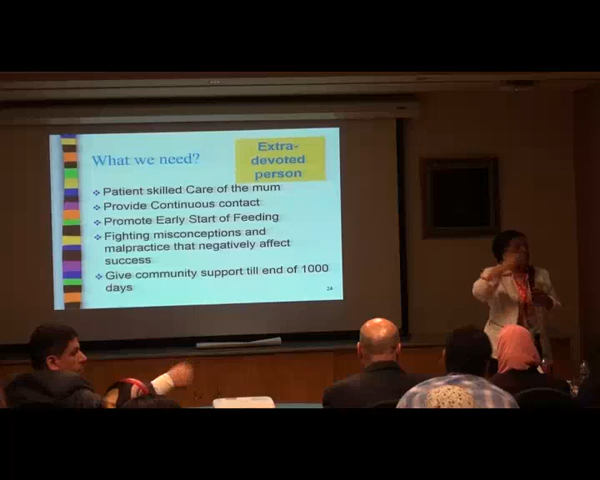 What we need?
Extra-
devoted
person
Patient skilled Care of the mum
Provide Continuous contact
Promote Early Start of Feeding
Fighting misconceptions and
malpractice that negatively affect
success
Give community support till end of 1000
days
24